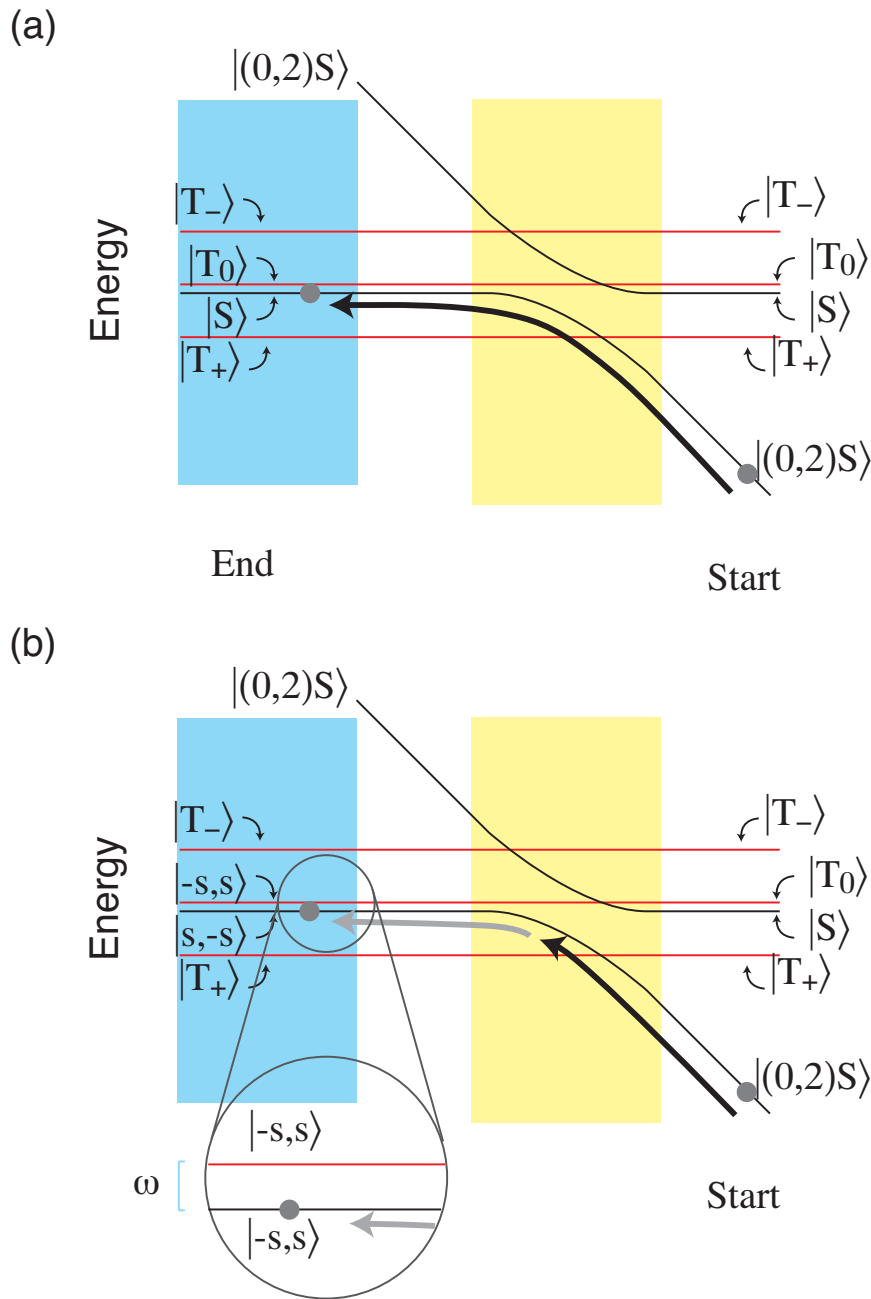 (a)
|(0,2)S⟩
|T₋⟩
|T₋⟩
|T₀⟩
|T₀⟩
|S⟩
|S⟩
|T₊⟩
|T₊⟩
Energy
|(0,2)S⟩
End
Start
(b)
|(0,2)S⟩
|T₋⟩
|T₋⟩
|-s,s⟩
|T₀⟩
|s,-s⟩
|S⟩
|T₊⟩
|T₊⟩
Energy
|(0,2)S⟩
|-s,s⟩
ω
|-s,s⟩
Start